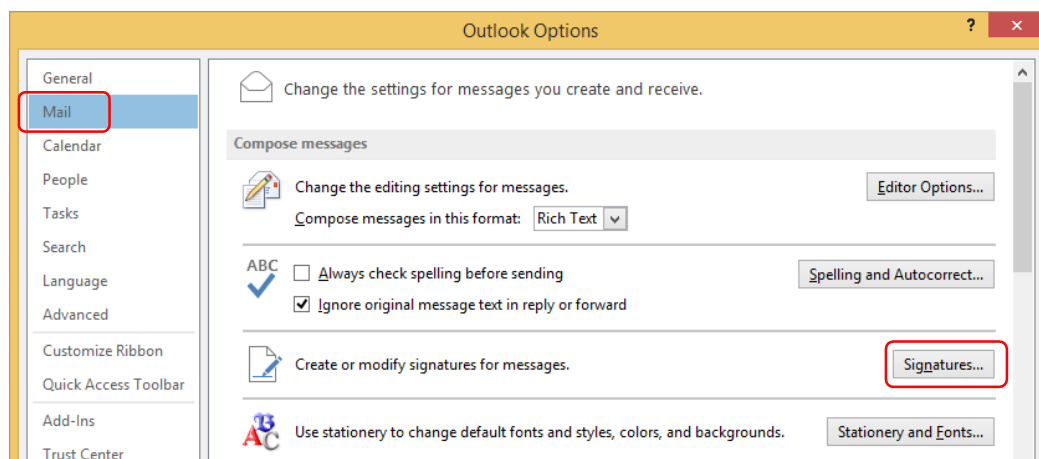 Outlook Options
?
General
Mail
Calendar
People
Tasks
Search
Language
Advanced
Customize Ribbon
Quick Access Toolbar
Add-Ins
Trust Center
Change the settings for messages you create and receive.
Compose messages
Change the editing settings for messages.
Editor Options...
Compose messages in this format: Rich Text
ABC
Always check spelling before sending
Spelling and Autocorrect...
Ignore original message text in reply or forward
Create or modify signatures for messages.
Signatures...
Use stationery to change default fonts and styles, colors, and backgrounds.
Stationery and Fonts...